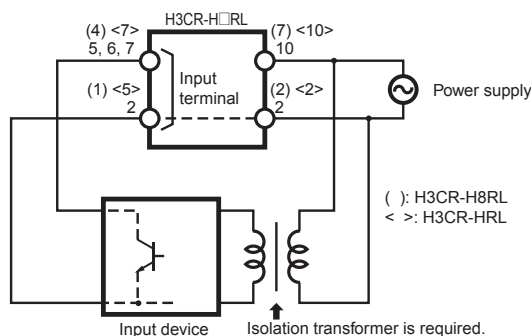 H3CR-H□RL
(4) <7>
(7) <10>
5, 6, 7
10
Input
terminal
(1) <5>
(2) <2>
2
2
Power supply
( ): H3CR-H8RL
< >: H3CR-HRL
Input device
Isolation transformer is required.